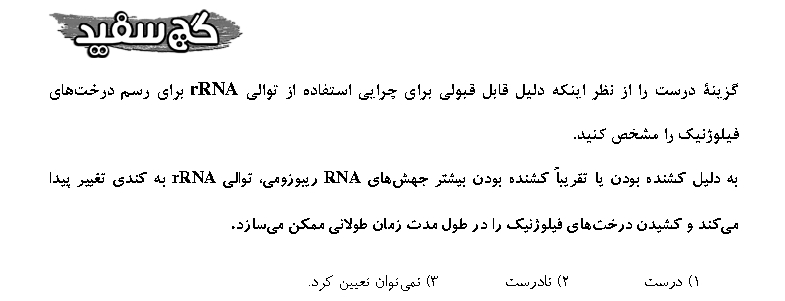 گچ سفید
گزینهٔ درست را از نظر اینکه دلیل قابل قبولی برای چرایی استفاده از توالی rRNA برای رسم درخت‌های
فیلوژنیک را مشخص کنید.
به دلیل کشنده بودن یا تقریباً کشنده بودن بیشتر جهش‌های RNA ریبوزومی، توالی rRNA به کندی تغییر پیدا
می‌کند و کشیدن درخت‌های فیلوژنیک را در طول مدت زمان طولانی ممکن می‌سازد.
۱) درست ۲) نادرست ۳) نمی‌توان تعیین کرد.